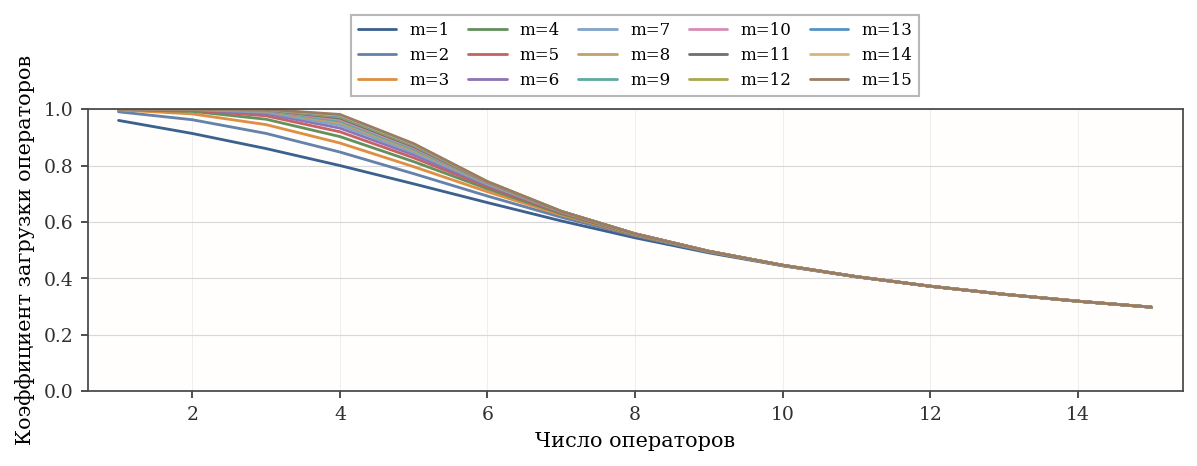 m=1 m=4 m=7 m=10 m=13
m=2 m=5 m=8 m=11 m=14
m=3 m=6 m=9 m=12 m=15
Коэффициент загрузки операторов
1.0
0.8
0.6
0.4
0.2
0.0
2 4 6 8 10 12 14
Число операторов